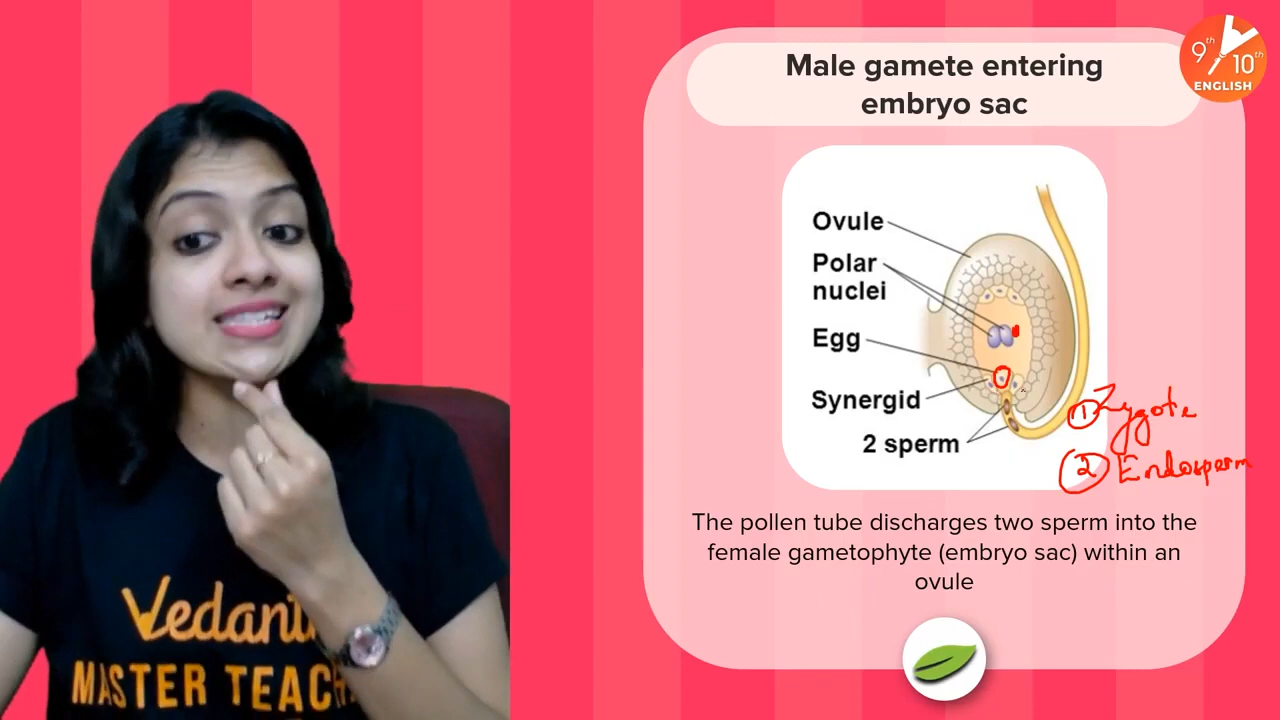 Male gamete entering
embryo sac
9th
10th
ENGLISH
Ovule
Polar
nuclei
Egg
Synergid
2 sperm
① Zygote
② Endosperm
The pollen tube discharges two sperm into the
female gametophyte (embryo sac) within an
ovule
Vedant
MASTER TEACH